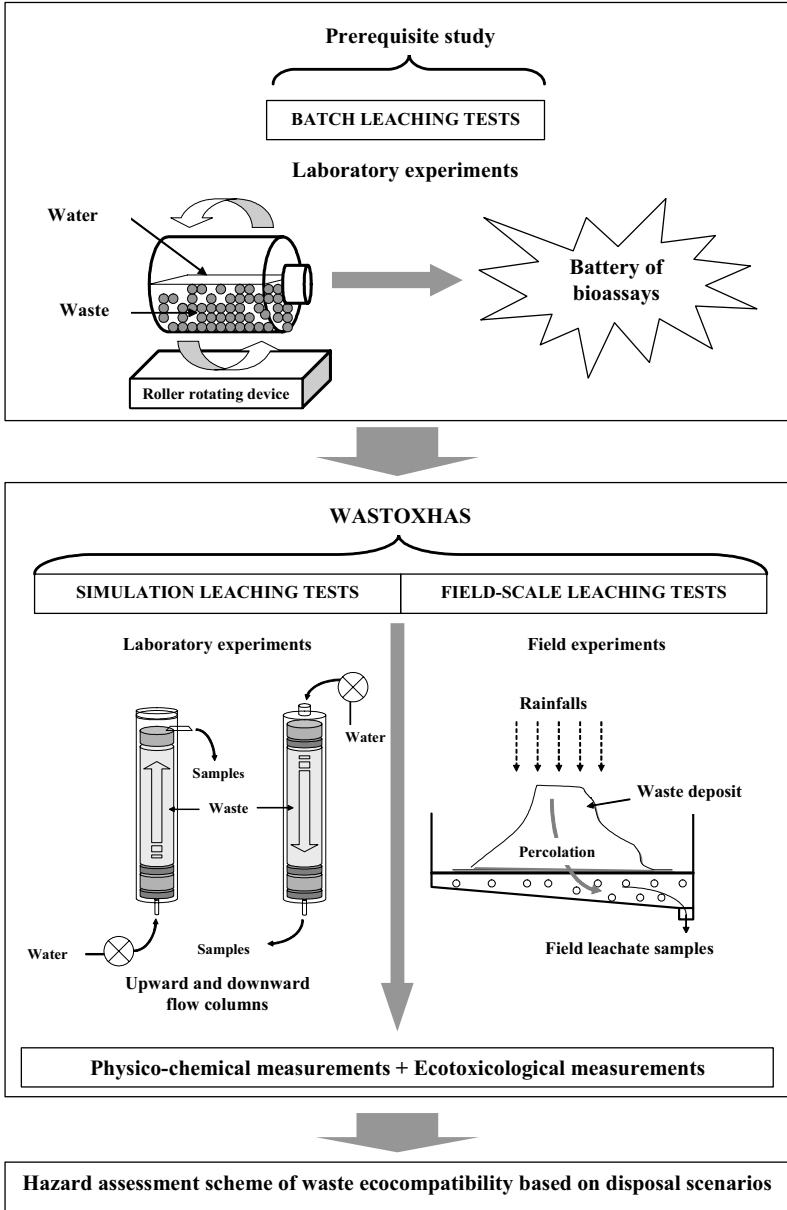 Prerequisite study
BATCH LEACHING TESTS
Laboratory experiments
Water
Waste
Roller rotating device
Battery of
bioassays
WASTOXHAS
SIMULATION LEACHING TESTS
FIELD-SCALE LEACHING TESTS
Laboratory experiments
Field experiments
Samples
Waste
Water
Water
Samples
Upward and downward
flow columns
Rainfalls
Waste deposit
Percolation
Field leachate samples
Physico-chemical measurements + Ecotoxicological measurements
Hazard assessment scheme of waste ecocompatibility based on disposal scenarios